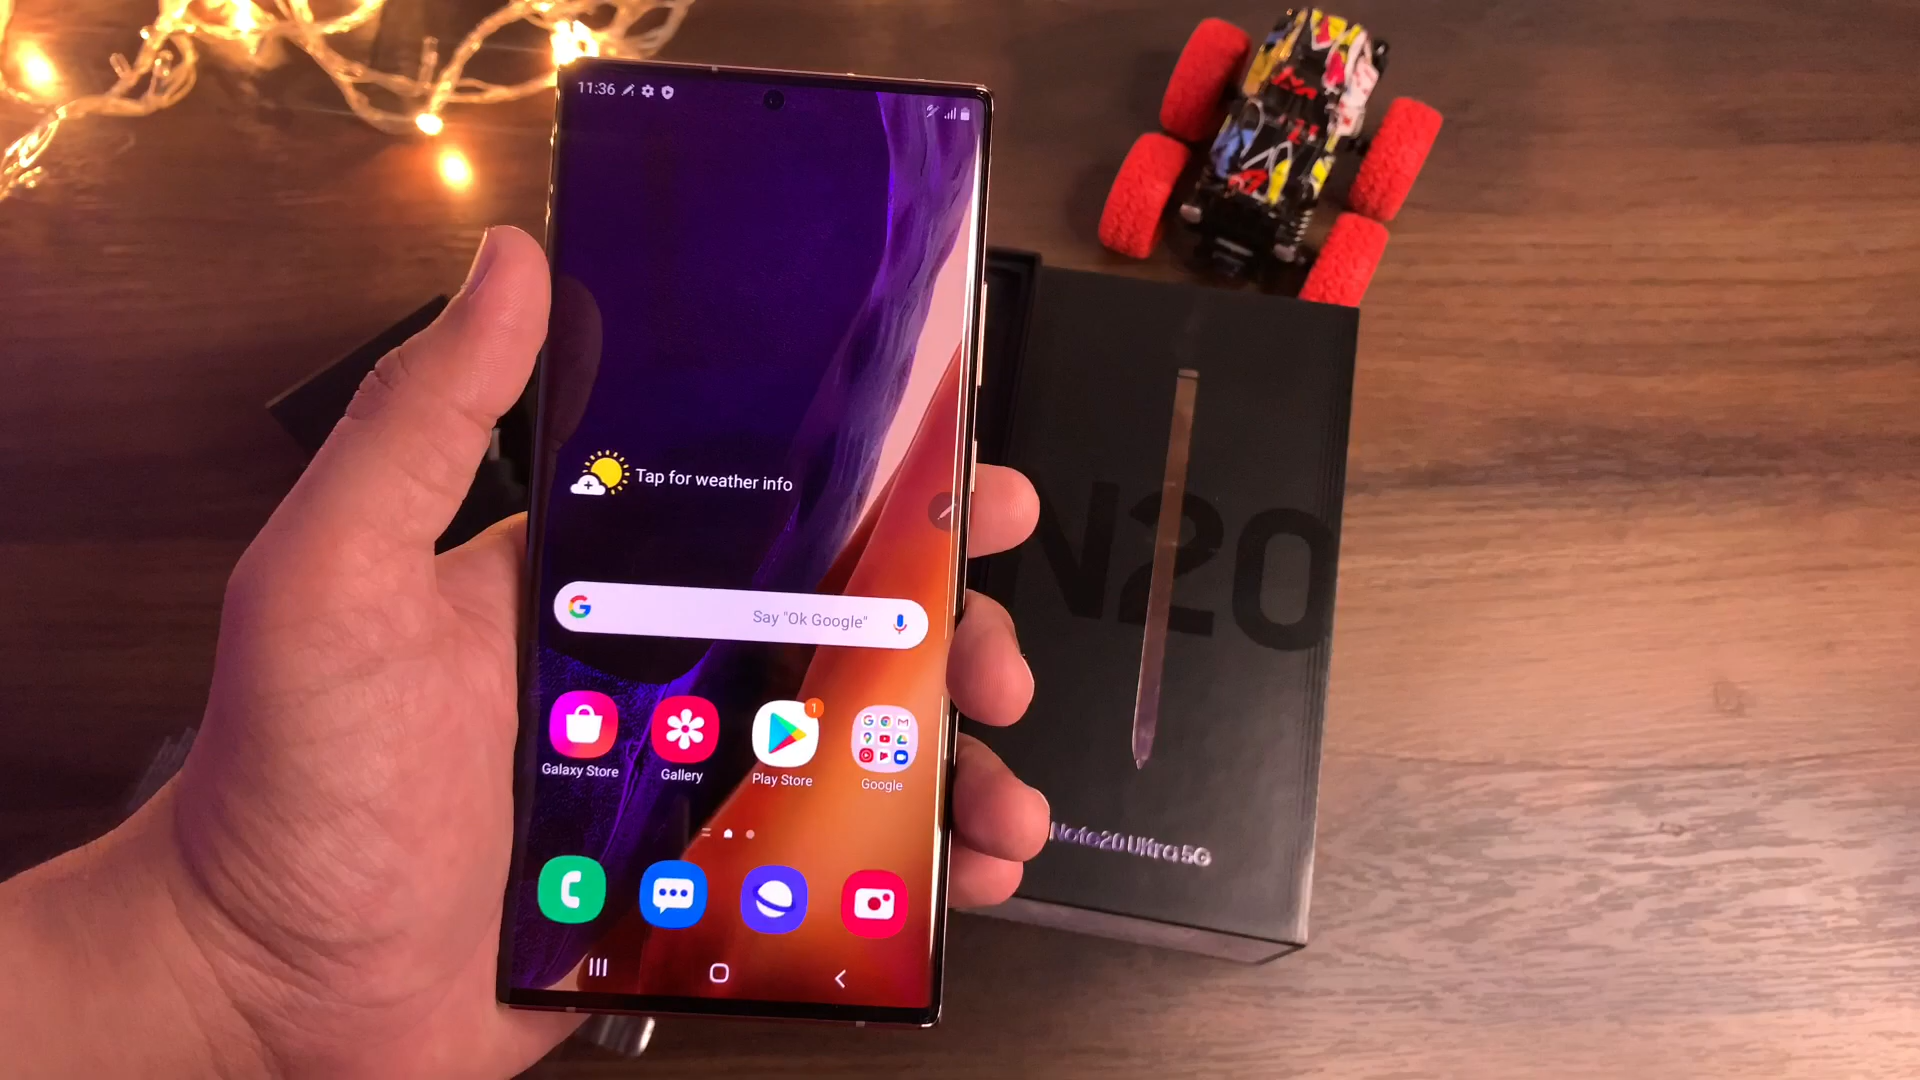 11:36
Tap for weather info
Say "Ok Google"
1
Galaxy Store
Gallery
Play Store
Google
N20
Note20 Ultra 5G